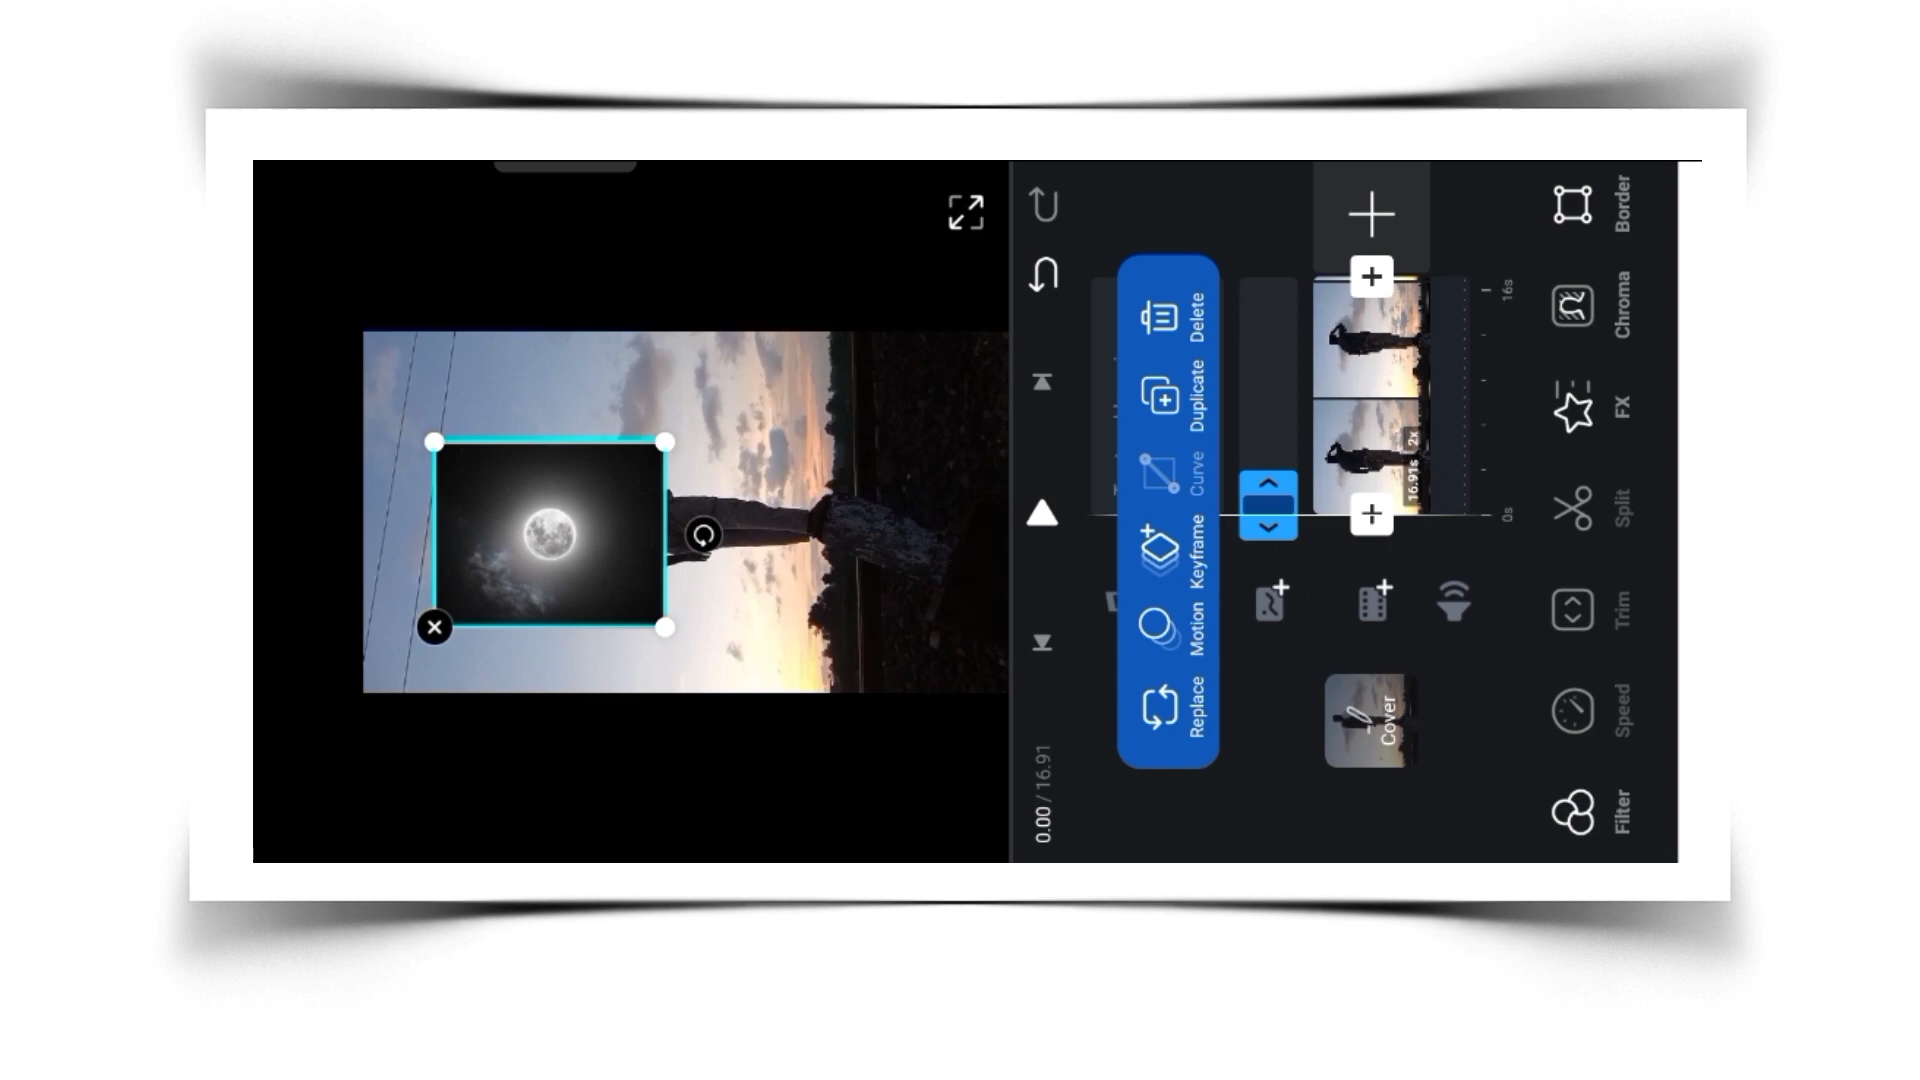 0.00 / 16.91
Replace Motion Keyframe Curve Duplicate Delete
Cover
16.91s 2x
0s 16s
Filter Speed Trim Split FX Chroma Border